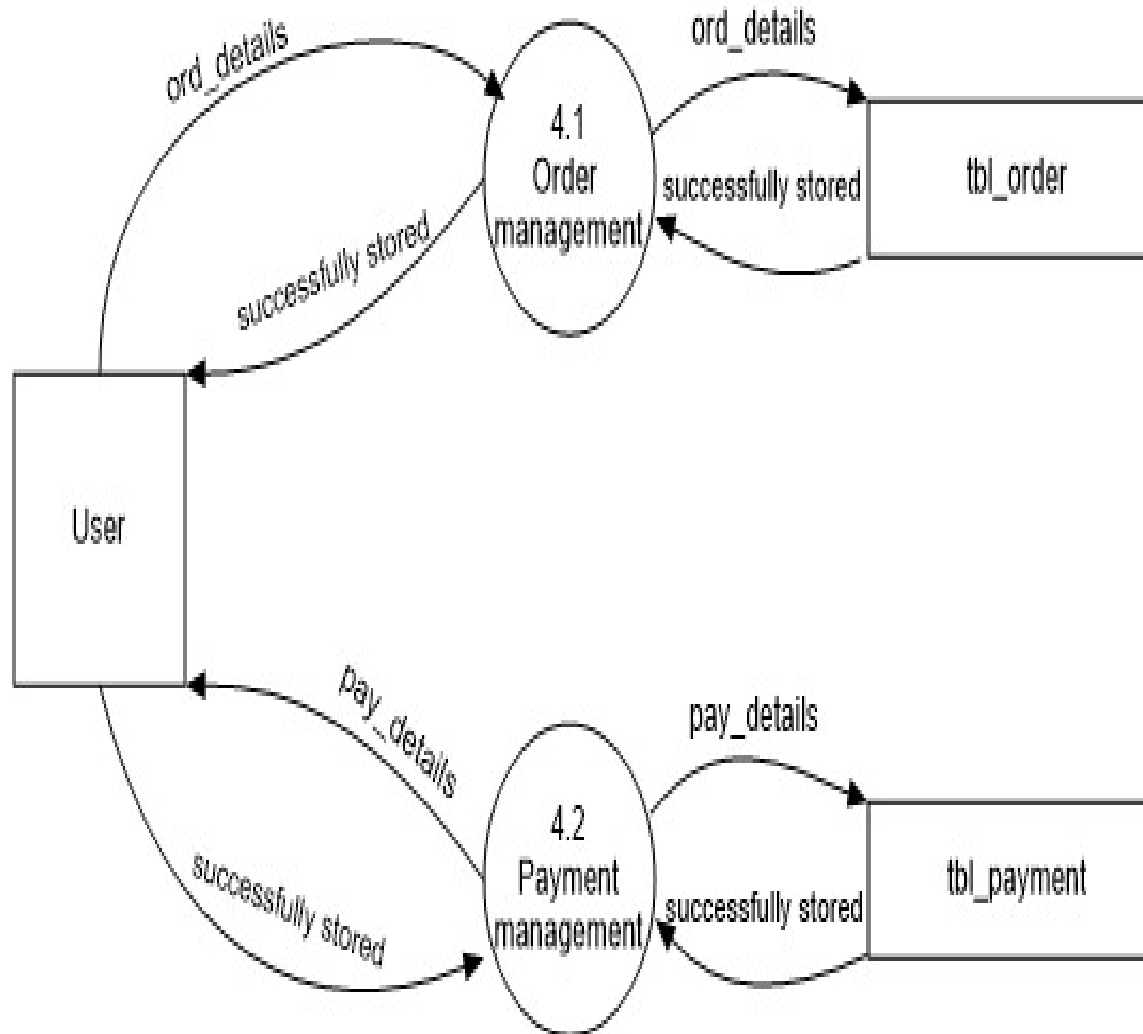 ord_details
ord_details
4.1
Order
management
successfully stored
tbl_order
successfully stored
User
pay_details
pay_details
4.2
Payment
management
successfully stored
tbl_payment
successfully stored